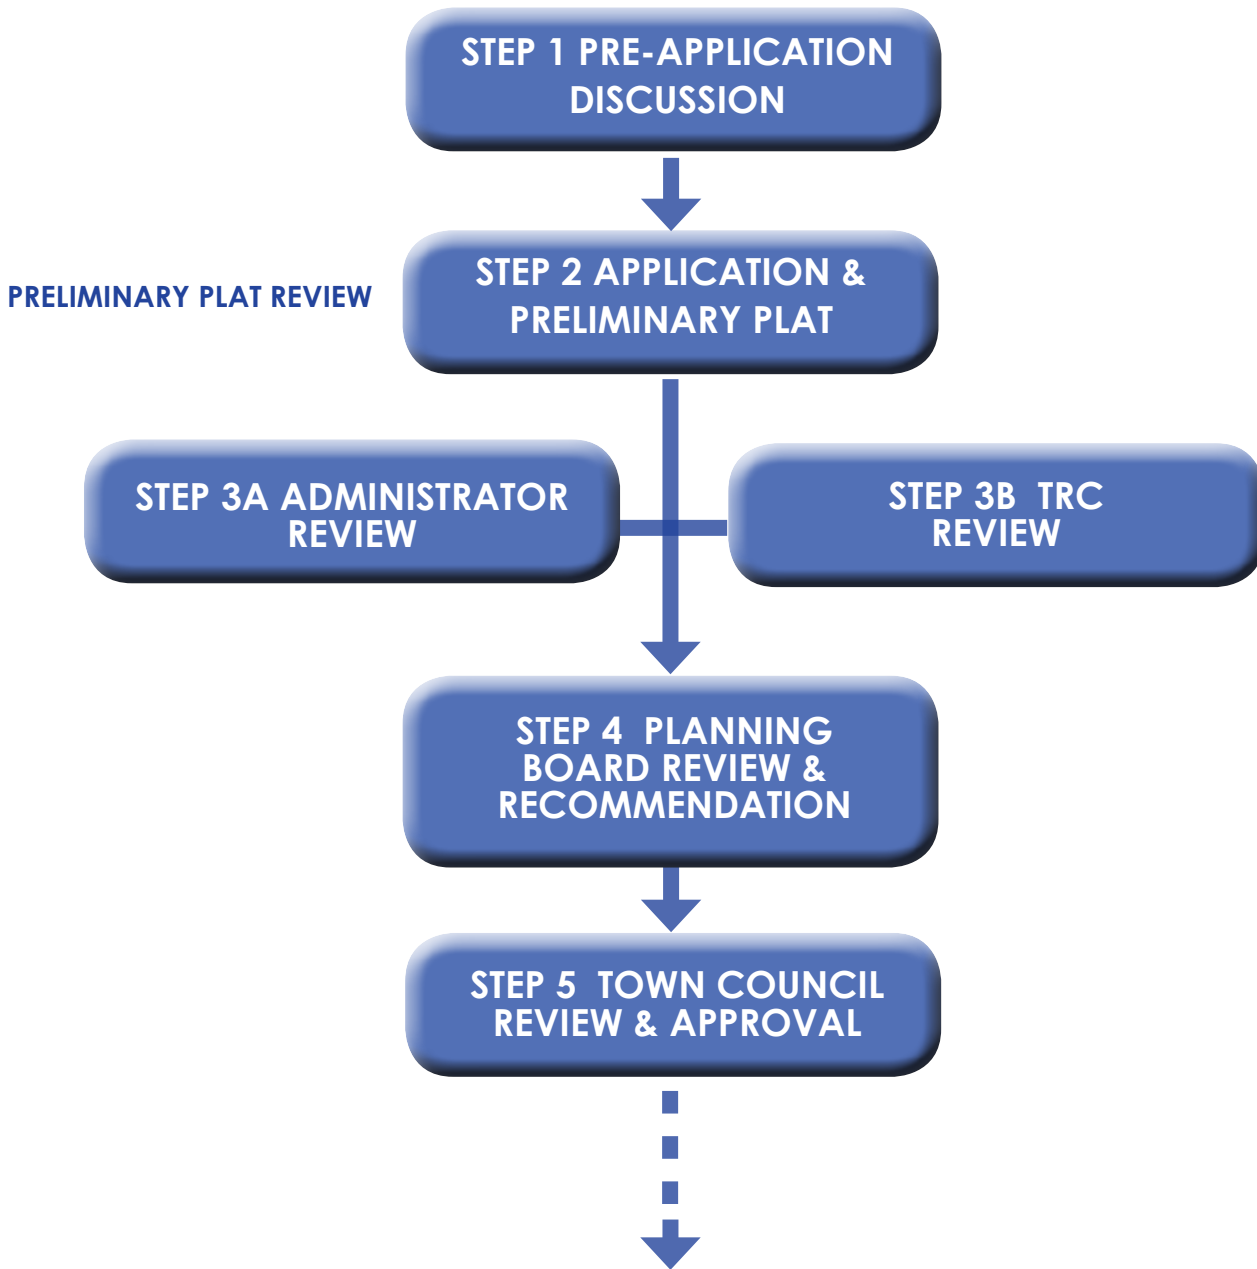 STEP 1 PRE-APPLICATION
DISCUSSION
STEP 2 APPLICATION &
PRELIMINARY PLAT
PRELIMINARY PLAT REVIEW
STEP 3A ADMINISTRATOR
REVIEW
STEP 3B TRC
REVIEW
STEP 4 PLANNING
BOARD REVIEW &
RECOMMENDATION
STEP 5 TOWN COUNCIL
REVIEW & APPROVAL